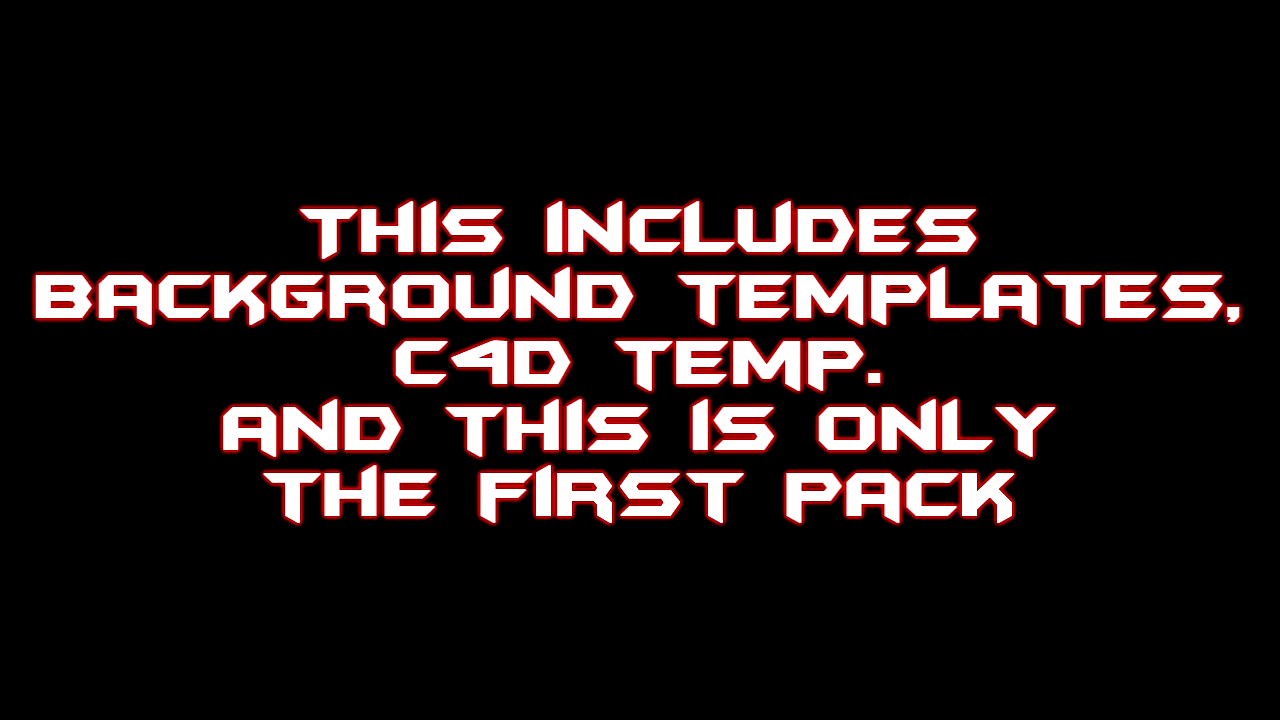 THIS INCLUDES
BACKGROUND TEMPLATES,
C4D TEMP.
AND THIS IS ONLY
THE FIRST PACK